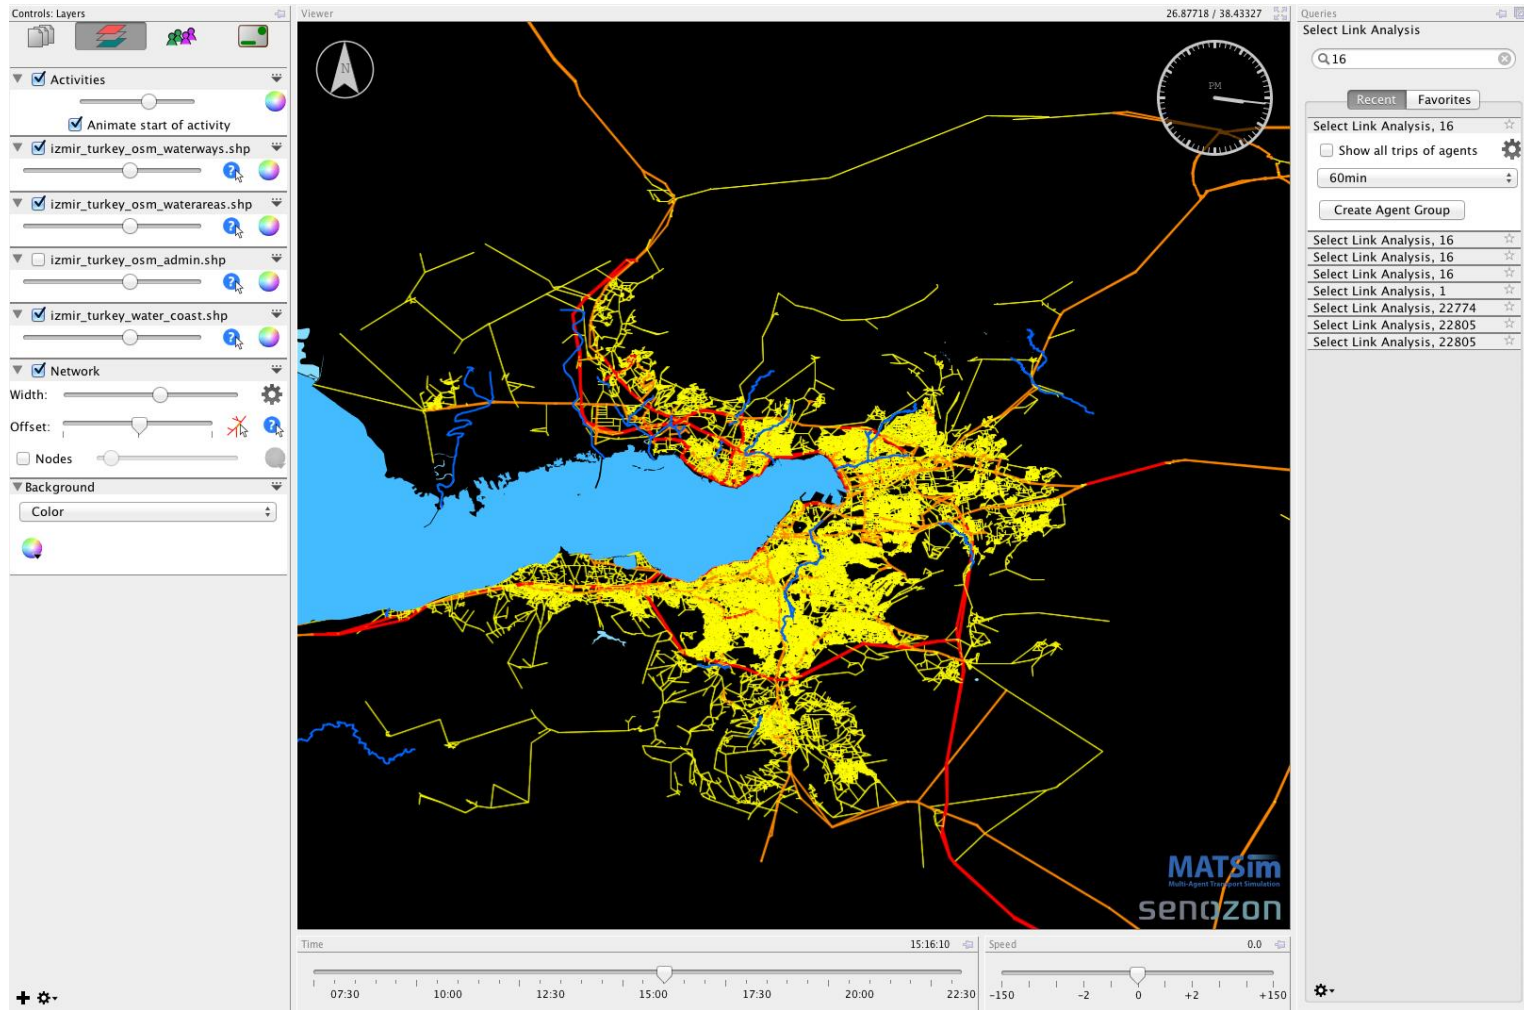 Controls: Layers
Activities
Animate start of activity
izmir_turkey_osm_waterways.shp
izmir_turkey_osm_waterareas.shp
izmir_turkey_osm_admin.shp
izmir_turkey_water_coast.shp
Network
Width:
Offset:
Nodes
Background
Color
Viewer
26.87718 / 38.43327
N
PM
MATSim
Multi-Agent Transport Simulation
senozon
Time
15:16:10
07:30 10:00 12:30 15:00 17:30 20:00 22:30
Speed
0.0
-150 -2 0 +2 +150
Queries
Select Link Analysis
16
Recent Favorites
Select Link Analysis, 16
Show all trips of agents
60min
Create Agent Group
Select Link Analysis, 16
Select Link Analysis, 16
Select Link Analysis, 16
Select Link Analysis, 1
Select Link Analysis, 22774
Select Link Analysis, 22805
Select Link Analysis, 22805